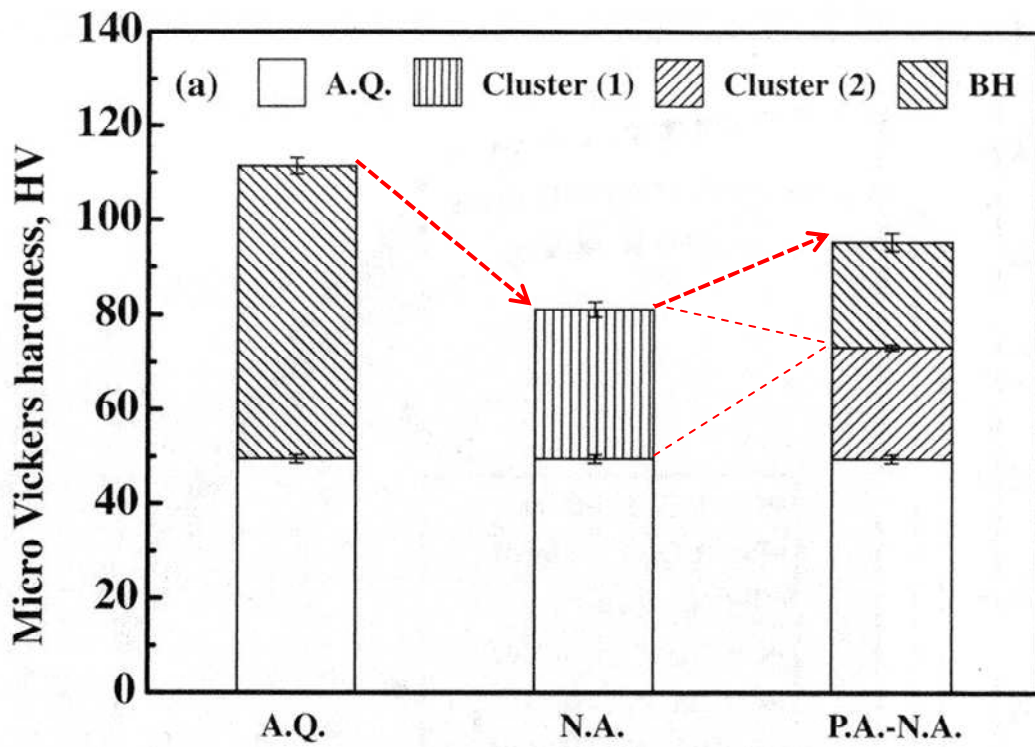 140
120
100
80
60
40
20
0
Micro Vickers hardness, HV
(a) A.Q. Cluster (1) Cluster (2) BH
A.Q. N.A. P.A.-N.A.